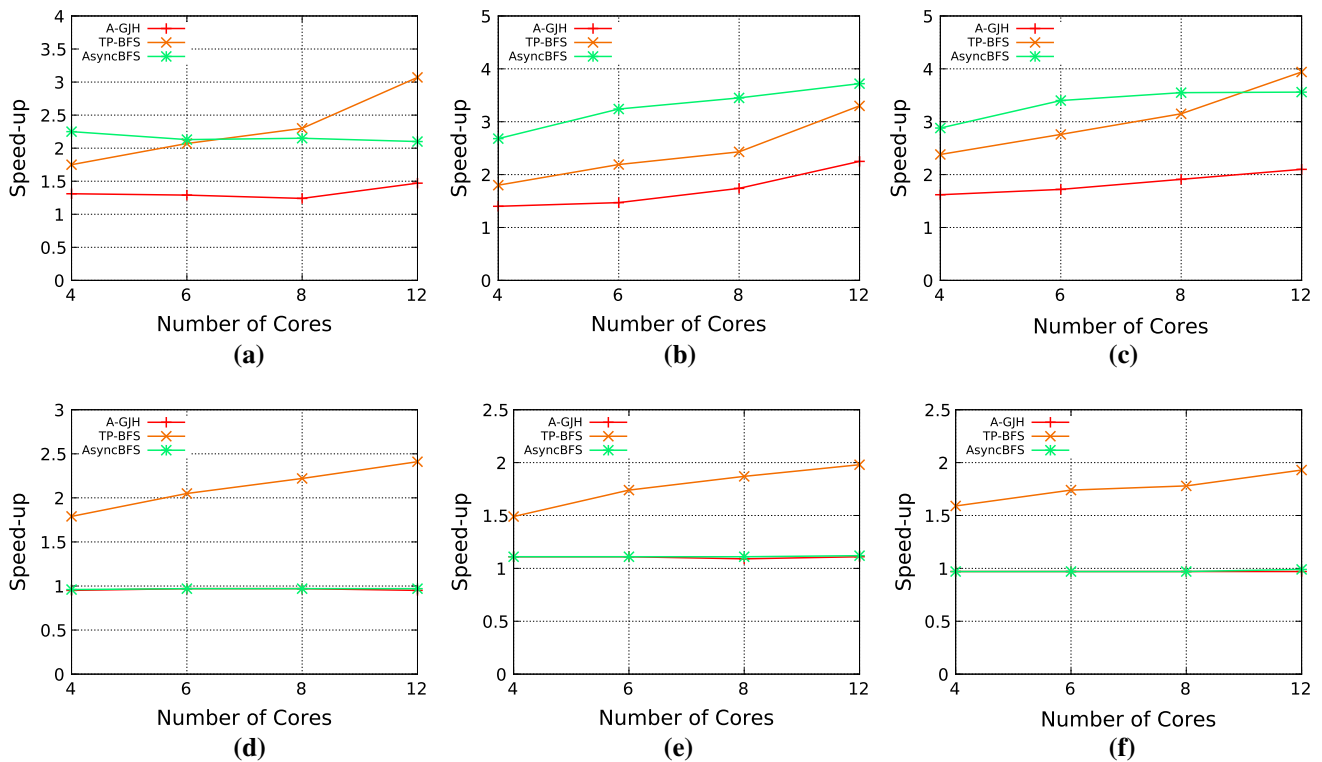 A-GJH
TP-BFS
AsyncBFS
4
3.5
3
2.5
2
1.5
1
0.5
0
Speed-up
4 6 8 12
Number of Cores
(a)
A-GJH
TP-BFS
AsyncBFS
5
4
3
2
1
0
Speed-up
4 6 8 12
Number of Cores
(b)
A-GJH
TP-BFS
AsyncBFS
5
4
3
2
1
0
Speed-up
4 6 8 12
Number of Cores
(c)
A-GJH
TP-BFS
AsyncBFS
3
2.5
2
1.5
1
0.5
0
Speed-up
4 6 8 12
Number of Cores
(d)
A-GJH
TP-BFS
AsyncBFS
2.5
2
1.5
1
0.5
0
Speed-up
4 6 8 12
Number of Cores
(e)
A-GJH
TP-BFS
AsyncBFS
2.5
2
1.5
1
0.5
0
Speed-up
4 6 8 12
Number of Cores
(f)